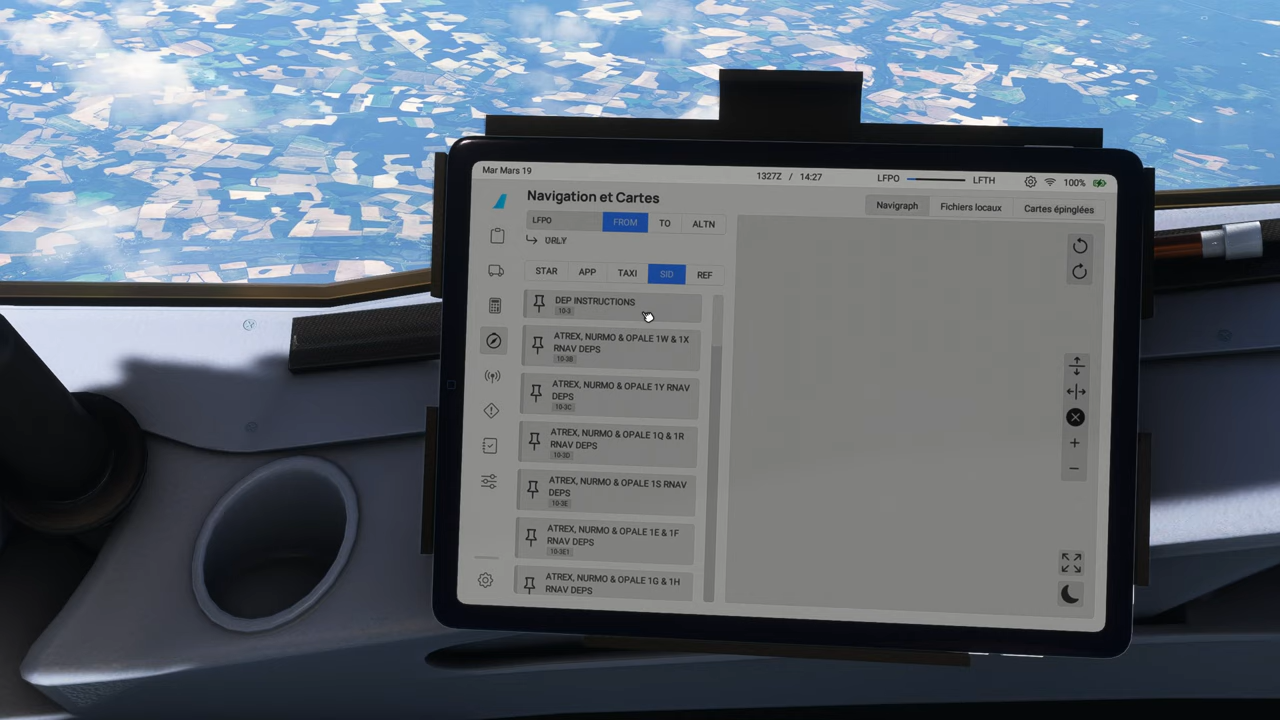 Mar Mars 19
1327Z / 14:27
LFPO LFTH
100%
Navigation et Cartes
Navigraph Fichiers locaux Cartes épinglées
LFPO FROM TO ALTN
ORLY
STAR APP TAXI SID REF
DEP INSTRUCTIONS
10-3
ATREX, NURMO & OPALE 1W & 1X
RNAV DEPS
10-3B
ATREX, NURMO & OPALE 1Y RNAV
DEPS
10-3C
ATREX, NURMO & OPALE 1Q & 1R
RNAV DEPS
10-3D
ATREX, NURMO & OPALE 1S RNAV
DEPS
10-3E
ATREX, NURMO & OPALE 1E & 1F
RNAV DEPS
10-3E1
ATREX, NURMO & OPALE 1G & 1H
RNAV DEPS